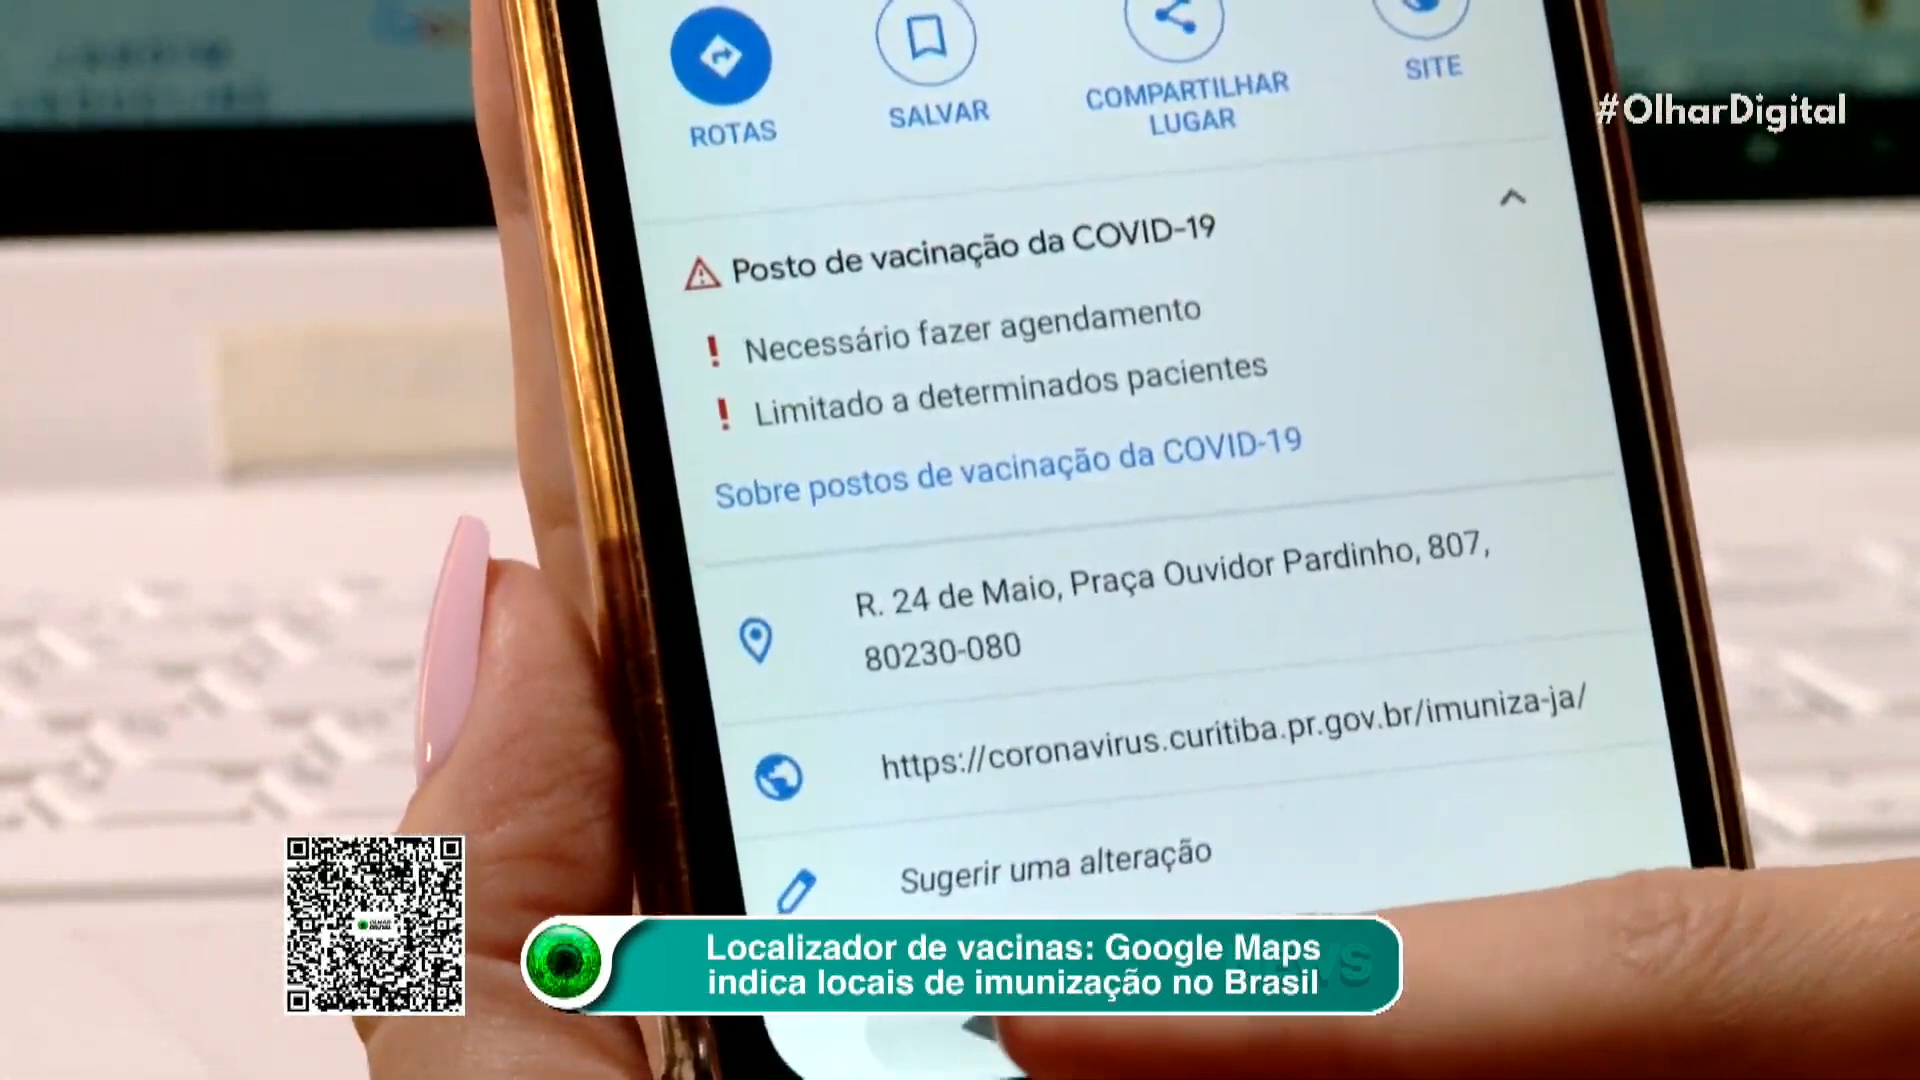 ROTAS
SALVAR
COMPARTILHAR
LUGAR
SITE
#OlharDigital
Posto de vacinação da COVID-19
! Necessário fazer agendamento
! Limitado a determinados pacientes
Sobre postos de vacinação da COVID-19
R. 24 de Maio, Praça Ouvidor Pardinho, 807,
80230-080
https://coronavirus.curitiba.pr.gov.br/imuniza-ja/
Sugerir uma alteração
Localizador de vacinas: Google Maps
indica locais de imunização no Brasil